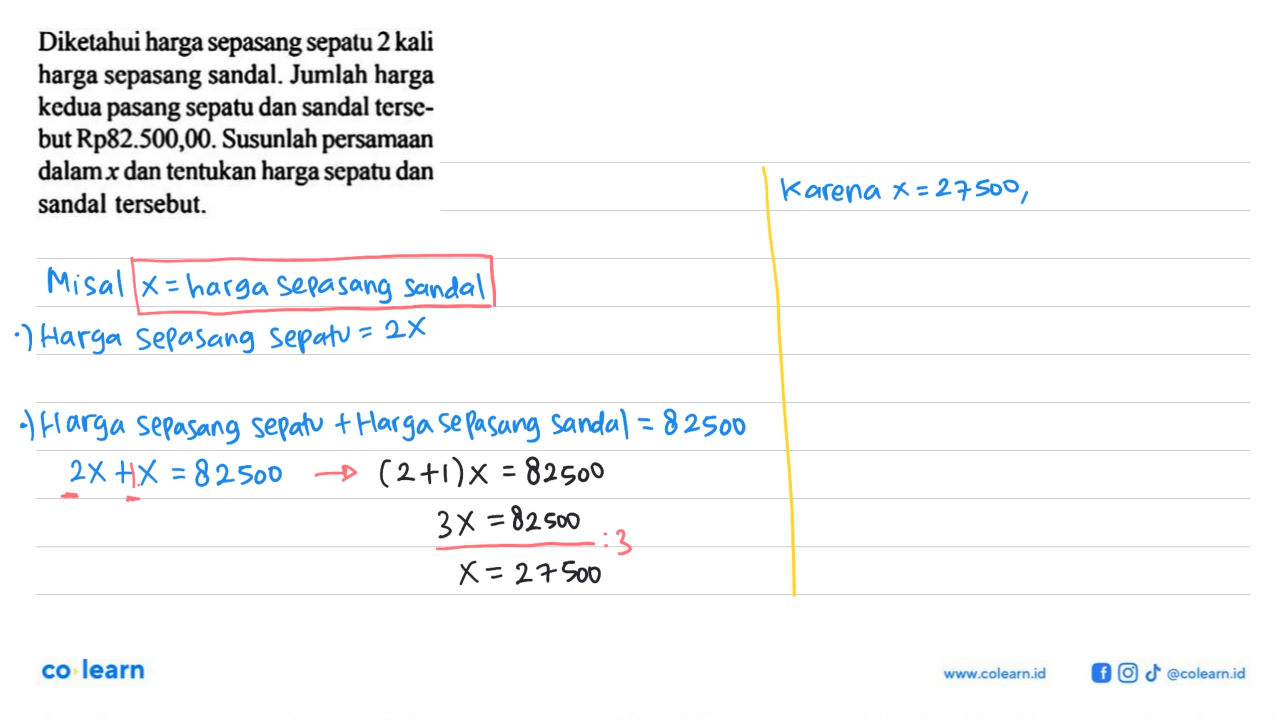 Diketahui harga sepasang sepatu 2 kali
harga sepasang sandal. Jumlah harga
kedua pasang sepatu dan sandal terse-
but Rp82.500,00. Susunlah persamaan
dalam x dan tentukan harga sepatu dan
sandal tersebut.
Misal x = harga sepasang sandal
•) Harga sepasang sepatu = 2x
•) Harga sepasang sepatu + Harga sepasang sandal = 82500
2x + 1x = 82500 → (2+1)x = 82500
3x = 82500 :3
x = 27500
Karena x = 27500,
co learn
www.colearn.id
@colearn.id